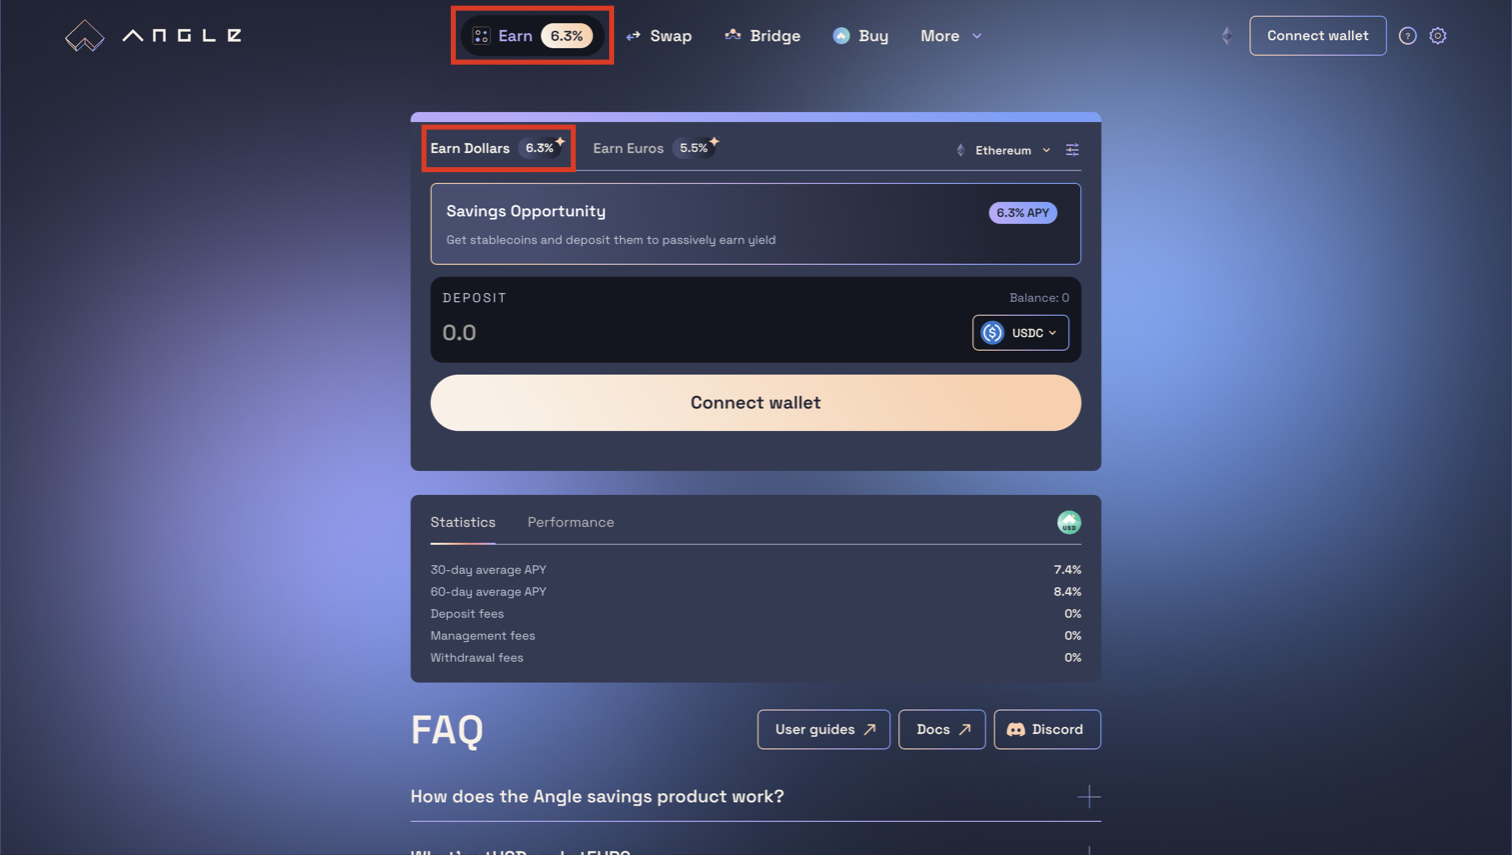 ANGLE
Earn 6.3% Swap Bridge Buy More Connect wallet ?
Earn Dollars 6.3% Earn Euros 5.5% Ethereum
Savings Opportunity 6.3% APY
Get stablecoins and deposit them to passively earn yield
DEPOSIT Balance: 0
0.0 $ USDC
Connect wallet
Statistics Performance USD
30-day average APY 7.4%
60-day average APY 8.4%
Deposit fees 0%
Management fees 0%
Withdrawal fees 0%
FAQ User guides Docs Discord
How does the Angle savings product work?